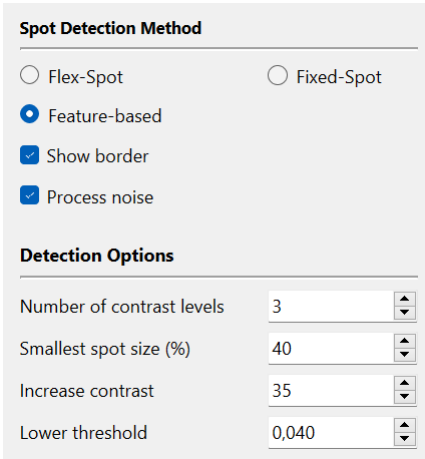 Spot Detection Method
Flex-Spot Fixed-Spot
Feature-based
Show border
Process noise
Detection Options
Number of contrast levels 3
Smallest spot size (%) 40
Increase contrast 35
Lower threshold 0,040